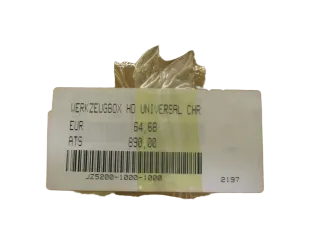 WERKZEUGBOX HD UNIVERSAL CHR
EUR 64,68
ATS 890,00
JZ5200-1000-1000 2197